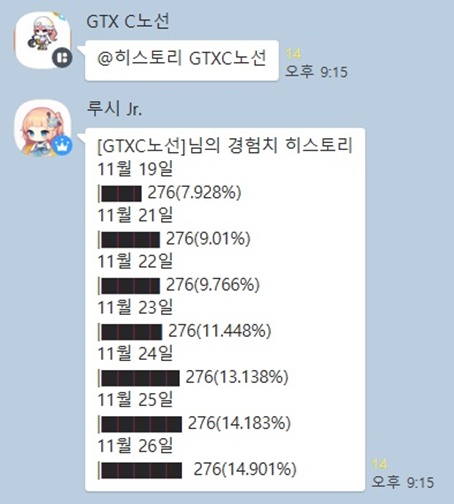 GTX C노선
@히스토리 GTXC노선
14
오후 9:15
루시 Jr.
[GTXC노선]님의 경험치 히스토리
11월 19일
276(7.928%)
11월 21일
276(9.01%)
11월 22일
276(9.766%)
11월 23일
276(11.448%)
11월 24일
276(13.138%)
11월 25일
276(14.183%)
11월 26일
276(14.901%)
14
오후 9:15